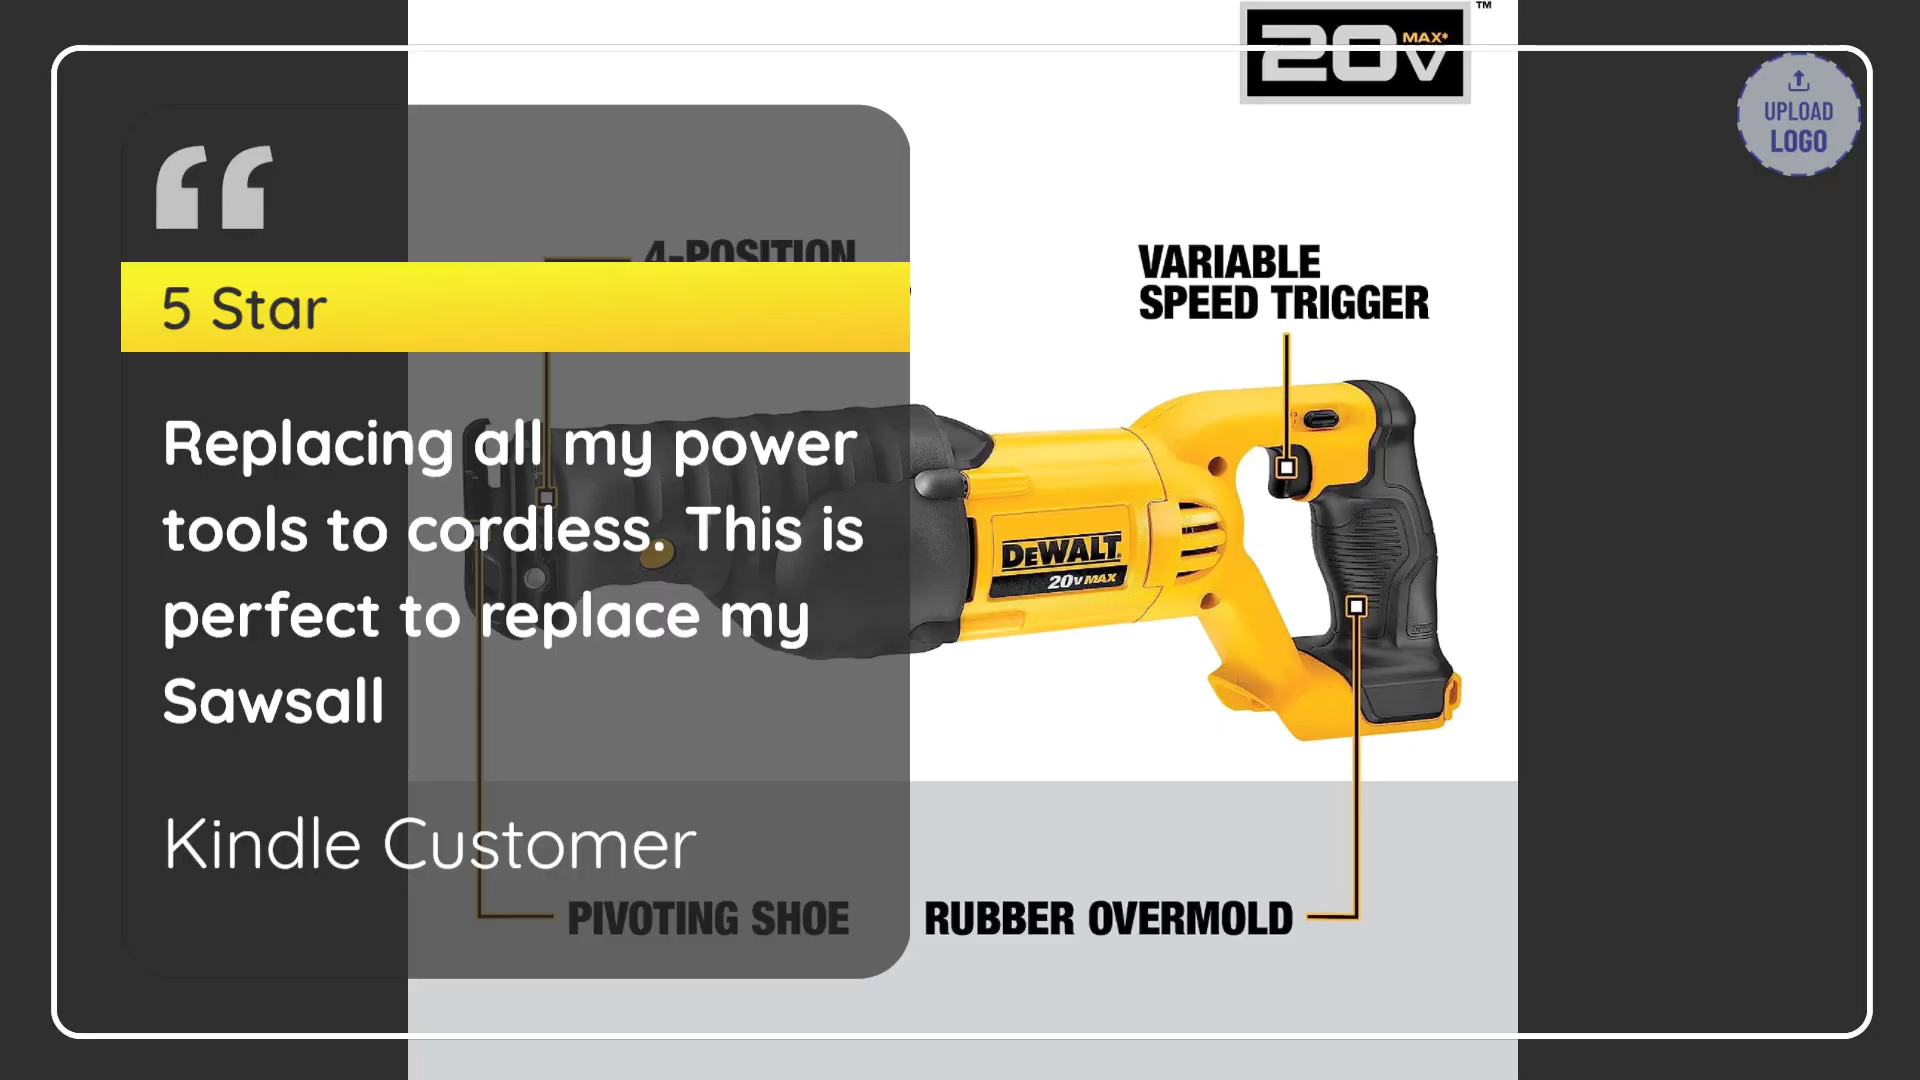 20V MAX*
™
UPLOAD
LOGO
4-POSITION
5 Star
VARIABLE
SPEED TRIGGER
Replacing all my power
tools to cordless. This is
perfect to replace my
Sawsall
DEWALT
20V MAX
Kindle Customer
PIVOTING SHOE
RUBBER OVERMOLD